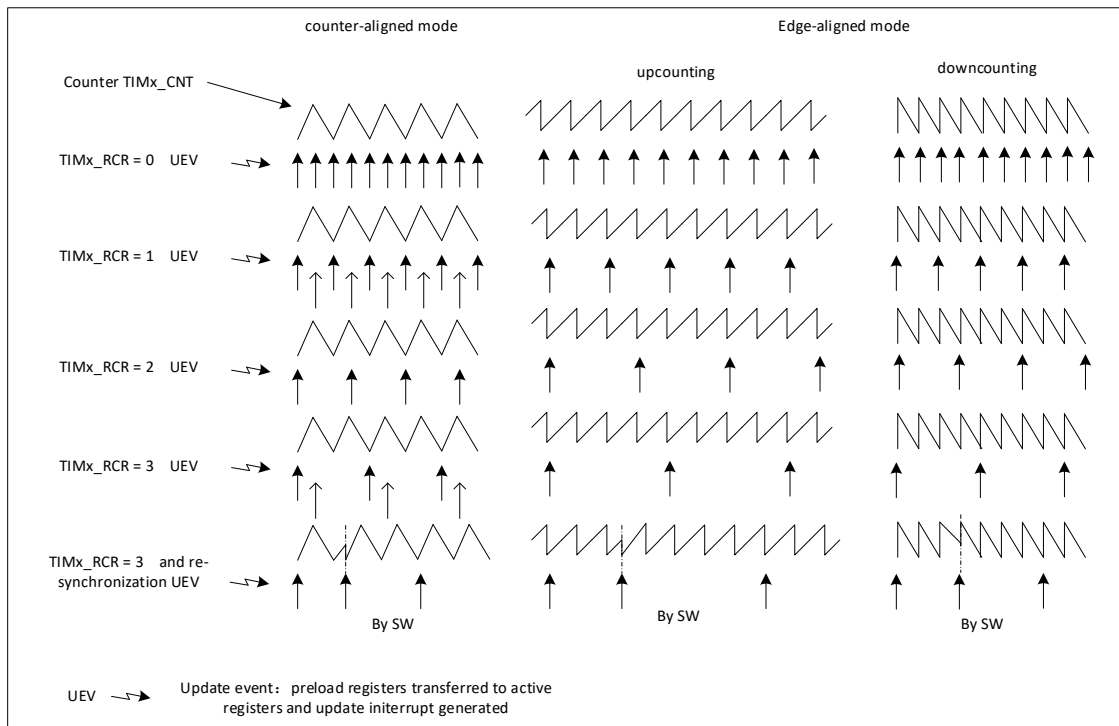 counter-aligned mode
Edge-aligned mode
upcounting
downcounting
Counter TIMx_CNT
TIMx_RCR = 0 UEV
TIMx_RCR = 1 UEV
TIMx_RCR = 2 UEV
TIMx_RCR = 3 UEV
TIMx_RCR = 3 and re-
synchronization UEV
By SW
By SW
By SW
UEV
Update event：preload registers transferred to active
registers and update initerrupt generated